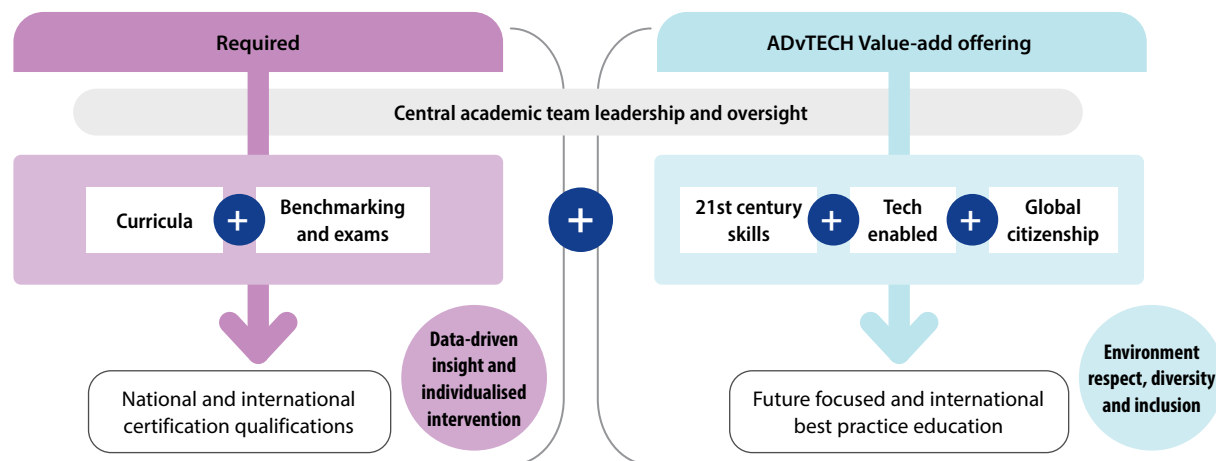 Required
ADvTECH Value-add offering
Central academic team leadership and oversight
Curricula
+
Benchmarking
and exams
+
21st century
skills
+
Tech
enabled
+
Global
citizenship
Data-driven
insight and
individualised
intervention
National and international
certification qualifications
Environment
respect, diversity
and inclusion
Future focused and international
best practice education